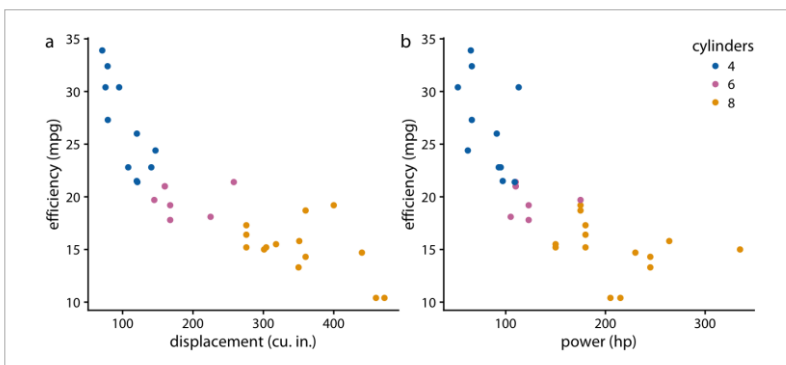 a
35
30
25
20
15
10
efficiency (mpg)
100 200 300 400
displacement (cu. in.)
b
35
30
25
20
15
10
efficiency (mpg)
100 200 300
power (hp)
cylinders
4
6
8